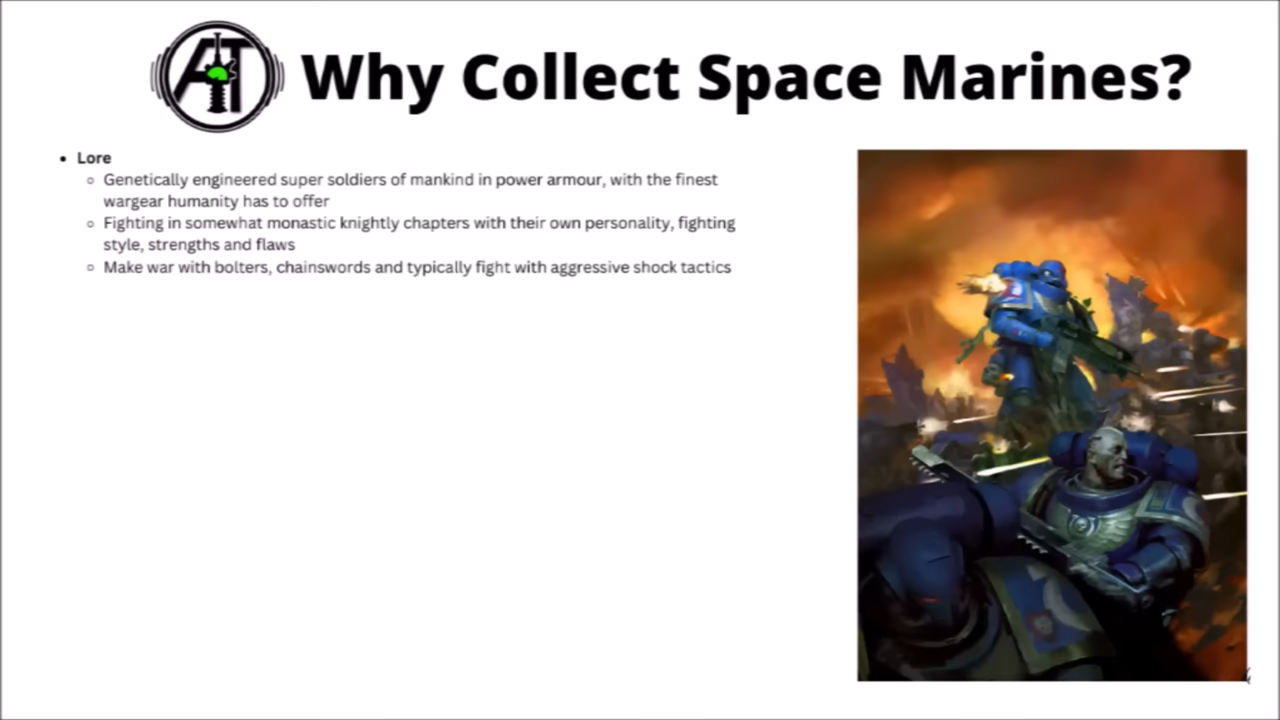 AT Why Collect Space Marines?
• Lore
◦ Genetically engineered super soldiers of mankind in power armour, with the finest
wargear humanity has to offer
◦ Fighting in somewhat monastic knightly chapters with their own personality, fighting
style, strengths and flaws
◦ Make war with bolters, chainswords and typically fight with aggressive shock tactics